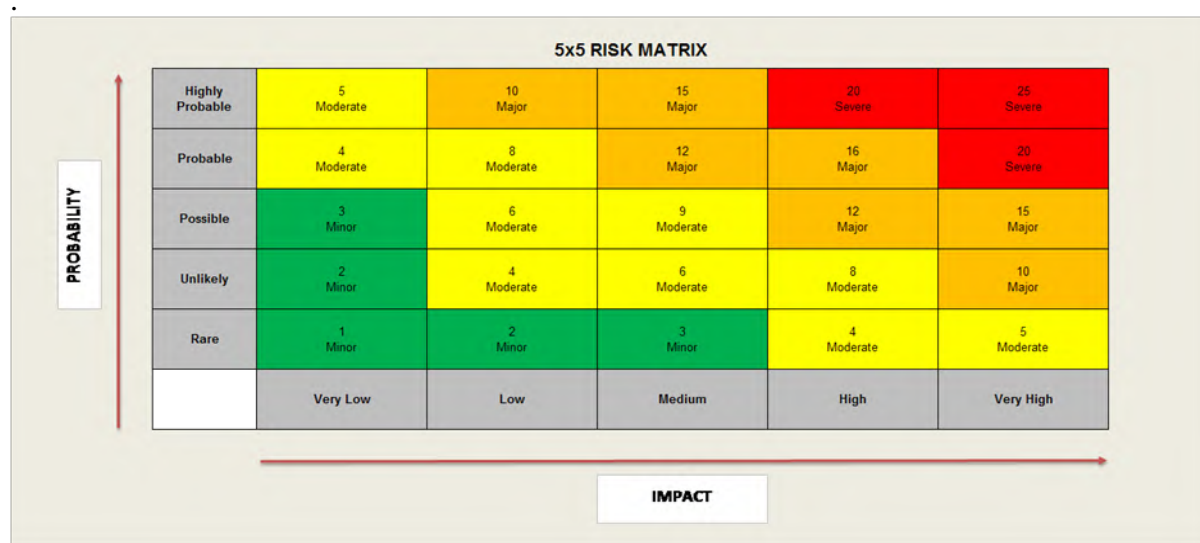 .
5x5 RISK MATRIX
Highly
Probable
5
Moderate
10
Major
15
Major
20
Severe
25
Severe
Probable
4
Moderate
8
Moderate
12
Major
16
Major
20
Severe
Possible
3
Minor
6
Moderate
9
Moderate
12
Major
15
Major
Unlikely
2
Minor
4
Moderate
6
Moderate
8
Moderate
10
Major
Rare
1
Minor
2
Minor
3
Minor
4
Moderate
5
Moderate
Very Low
Low
Medium
High
Very High
PROBABILITY
IMPACT